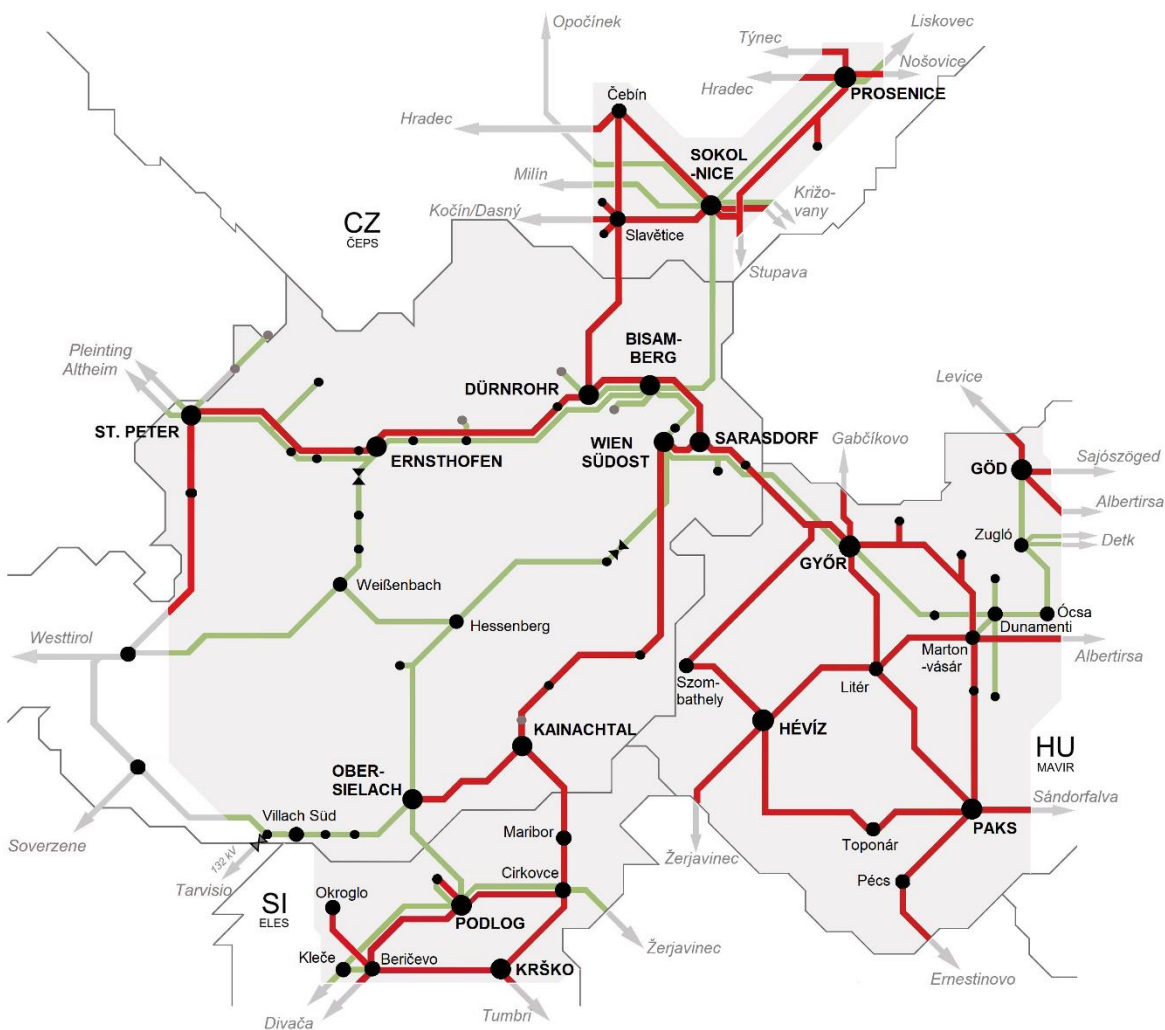 Opočínek
Liskovec
Týnec
Nošovice
Hradec
PROSENICE
Čebín
Hradec
SOKOL
-NICE
Milín
Križo-
vany
Kočín/Dasný
CZ
ČEPS
Slavětice
Stupava
BISAM-
BERG
Pleinting
Altheim
DÜRNROHR
Levice
ST. PETER
ERNSTHOFEN
WIEN
SÜDOST
SARASDORF
Gabčíkovo
GÖD
Sajószöged
Albertirsa
Zugló
Detk
GYŐR
Weißenbach
Hessenberg
Ócsa
Dunamenti
Westtirol
Marton
-vásár
Albertirsa
Szom-
bathely
Litér
KAINACHTAL
HÉVÍZ
HU
MAVIR
OBER-
SIELACH
Sándorfalva
PAKS
Villach Süd
Maribor
Toponár
Soverzene
132 kV
Žerjavinec
Tarvisio
Cirkovce
Pécs
SI
ELES
Okroglo
PODLOG
Kleče
Beričevo
KRŠKO
Žerjavinec
Ernestinovo
Divača
Tumbri